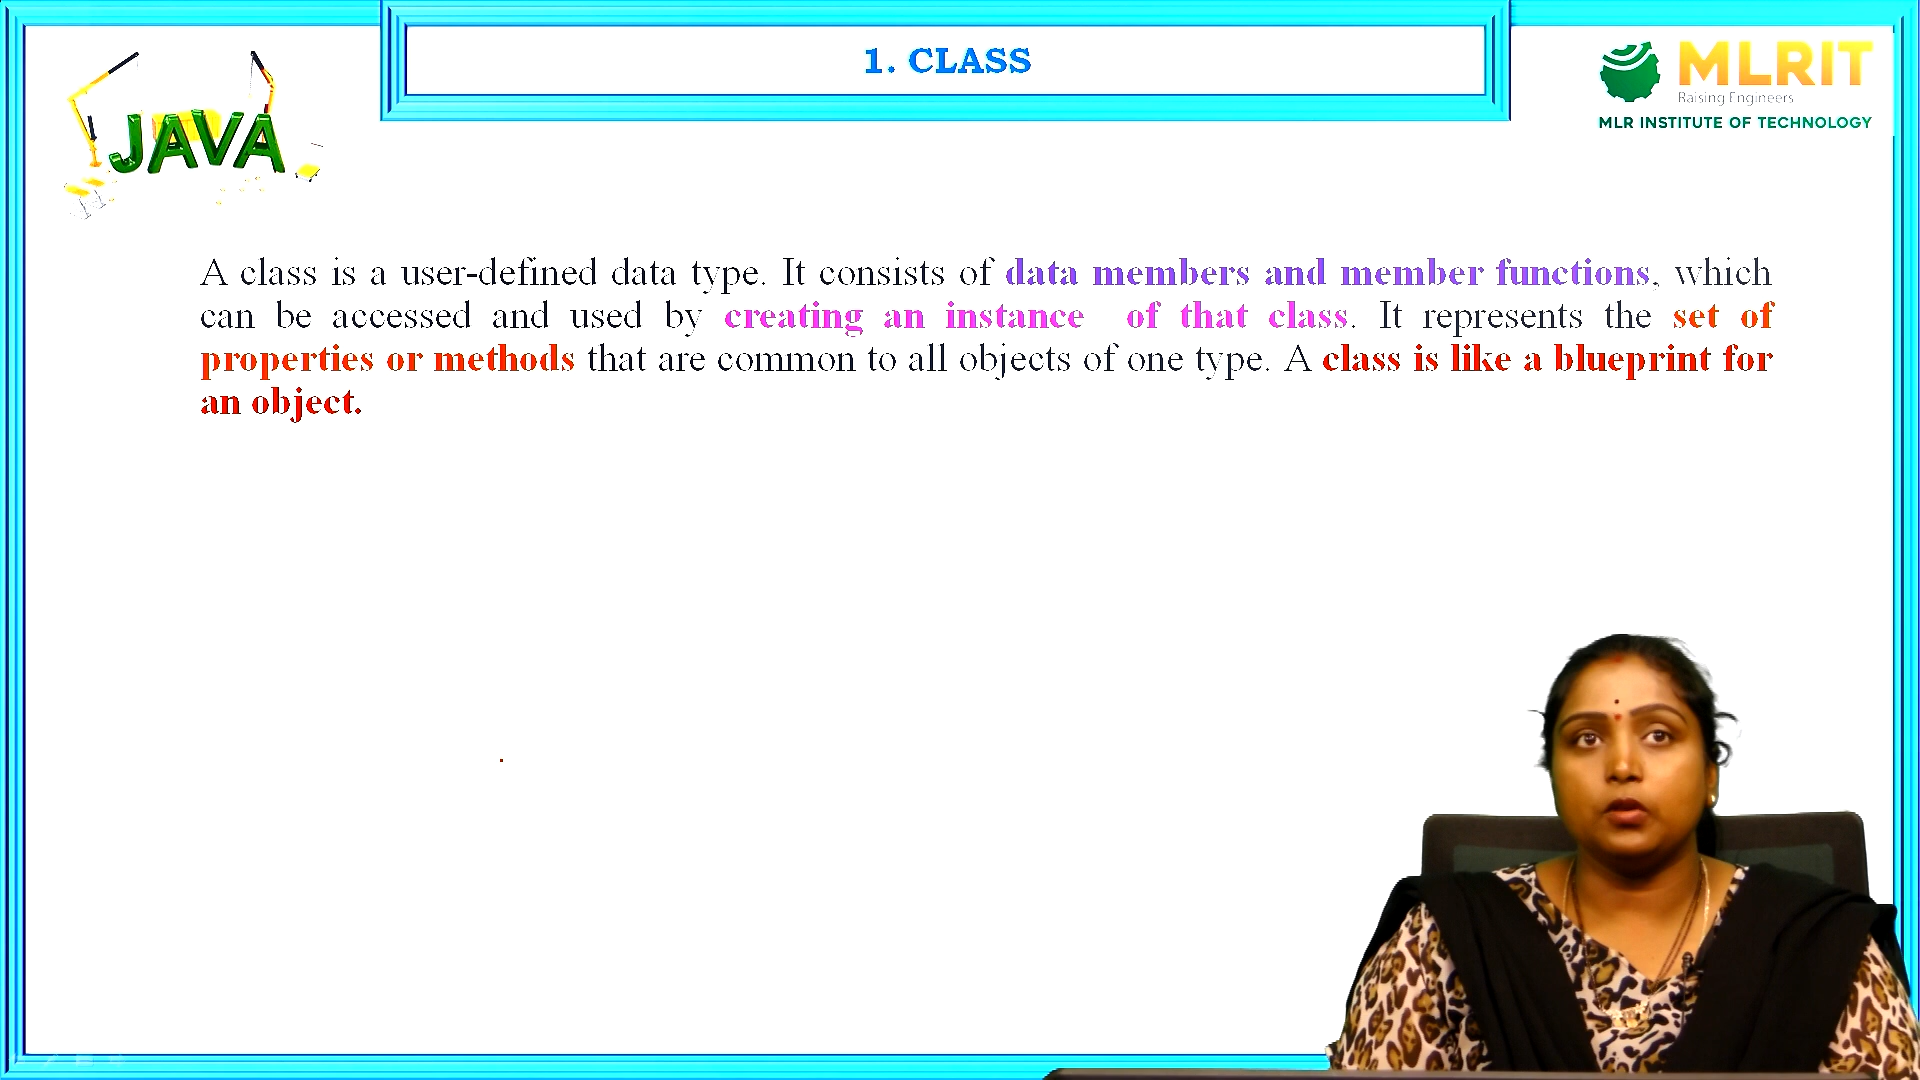 1. CLASS
JAVA
MLRIT
Raising Engineers
MLR INSTITUTE OF TECHNOLOGY
A class is a user-defined data type. It consists of data members and member functions, which
can be accessed and used by creating an instance of that class. It represents the set of
properties or methods that are common to all objects of one type. A class is like a blueprint for
an object.